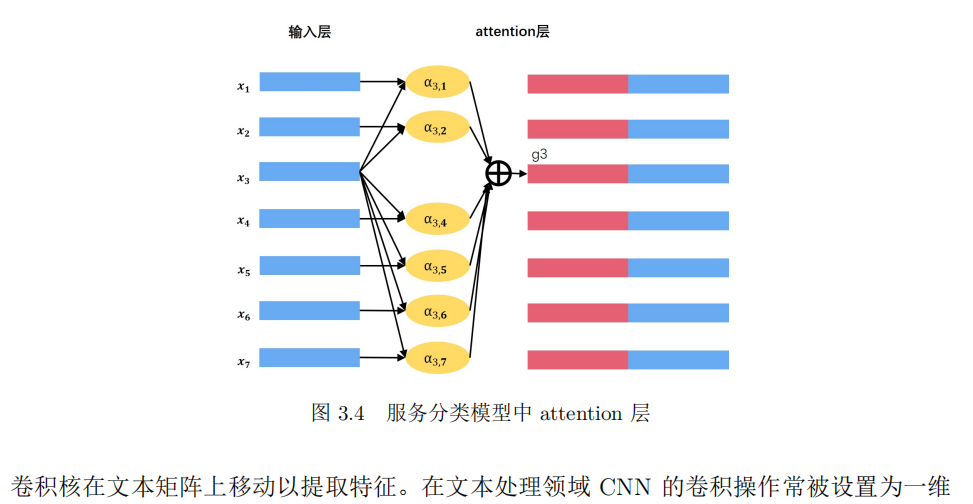 输入层 attention层
x₁ α₃,₁
x₂ α₃,₂
g3
x₃
x₄ α₃,₄
x₅ α₃,₅
x₆ α₃,₆
x₇ α₃,₇
图 3.4 服务分类模型中 attention 层
卷积核在文本矩阵上移动以提取特征。在文本处理领域 CNN 的卷积操作常被设置为一维